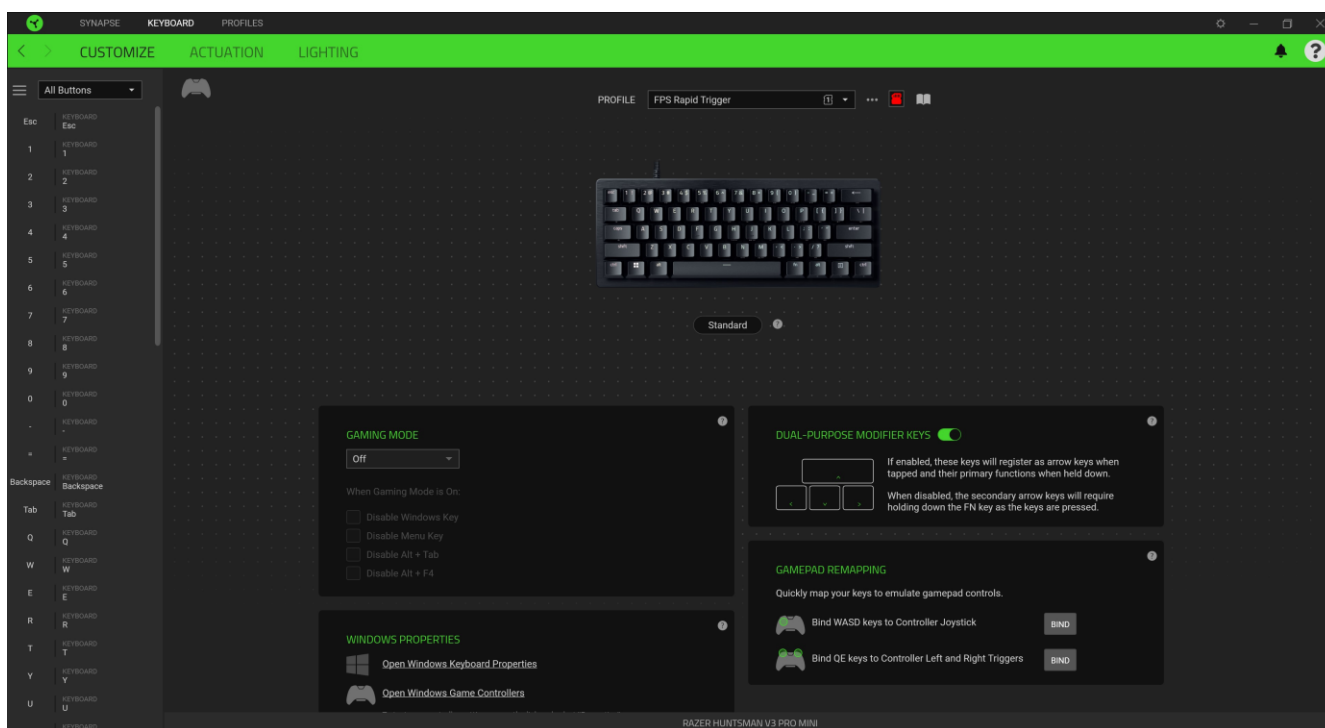 SYNAPSE KEYBOARD PROFILES
CUSTOMIZE ACTUATION LIGHTING
All Buttons
PROFILE FPS Rapid Trigger 1
Esc KEYBOARD
Esc
1 KEYBOARD
1
2 KEYBOARD
2
3 KEYBOARD
3
4 KEYBOARD
4
5 KEYBOARD
5
6 KEYBOARD
6
7 KEYBOARD
7
8 KEYBOARD
8
9 KEYBOARD
9
0 KEYBOARD
0
- KEYBOARD
-
= KEYBOARD
=
Backspace KEYBOARD
Backspace
Tab KEYBOARD
Tab
Q KEYBOARD
Q
W KEYBOARD
W
E KEYBOARD
E
R KEYBOARD
R
T KEYBOARD
T
Y KEYBOARD
Y
U KEYBOARD
U
KEYBOARD
Standard
GAMING MODE
Off
When Gaming Mode is On:
Disable Windows Key
Disable Menu Key
Disable Alt + Tab
Disable Alt + F4
WINDOWS PROPERTIES
Open Windows Keyboard Properties
Open Windows Game Controllers
DUAL-PURPOSE MODIFIER KEYS
If enabled, these keys will register as arrow keys when
tapped and their primary functions when held down.
When disabled, the secondary arrow keys will require
holding down the FN key as the keys are pressed.
GAMEPAD REMAPPING
Quickly map your keys to emulate gamepad controls.
Bind WASD keys to Controller Joystick BIND
Bind QE keys to Controller Left and Right Triggers BIND
RAZER HUNTSMAN V3 PRO MINI